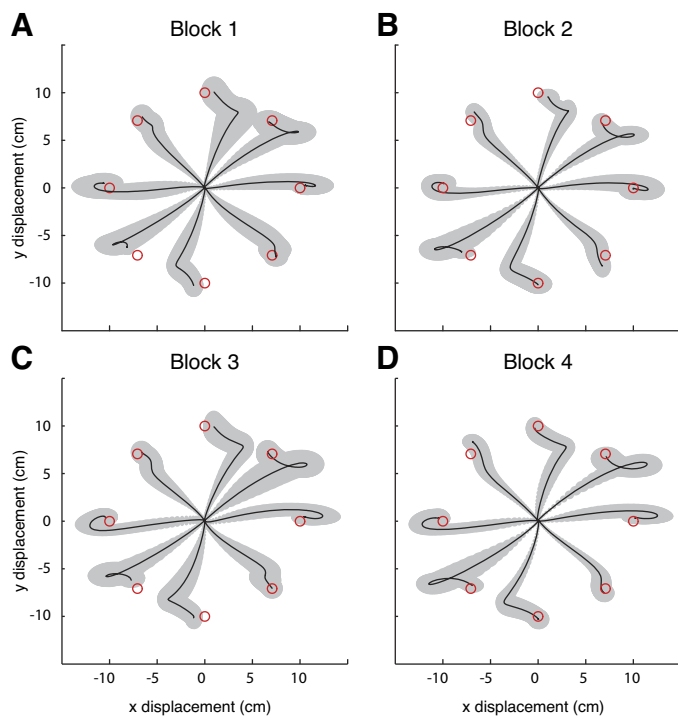 A
Block 1
B
Block 2
y displacement (cm)
10
5
0
-5
-10
C
Block 3
D
Block 4
y displacement (cm)
10
5
0
-5
-10
-10
-5
0
5
10
-10
-5
0
5
10
x displacement (cm)
x displacement (cm)